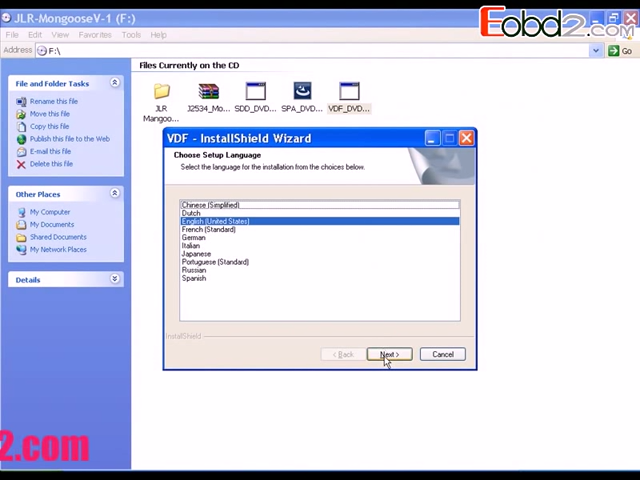 JLR-MongooseV-1 (F:)
Eobd2.com
File Edit View Favorites Tools Help
Address F:\ Go
File and Folder Tasks
Rename this file
Move this file
Copy this file
Publish this file to the Web
E-mail this file
Delete this file
Other Places
My Computer
My Documents
Shared Documents
My Network Places
Details
Files Currently on the CD
JLR Mongoo...
J2534_Mo...
SDD_DVD...
SPA_DVD...
VDF_DVD...
VDF - InstallShield Wizard
Choose Setup Language
Select the language for the installation from the choices below.
Chinese (Simplified)
Dutch
English (United States)
French (Standard)
German
Italian
Japanese
Portuguese (Standard)
Russian
Spanish
InstallShield
< Back Next > Cancel
2.com